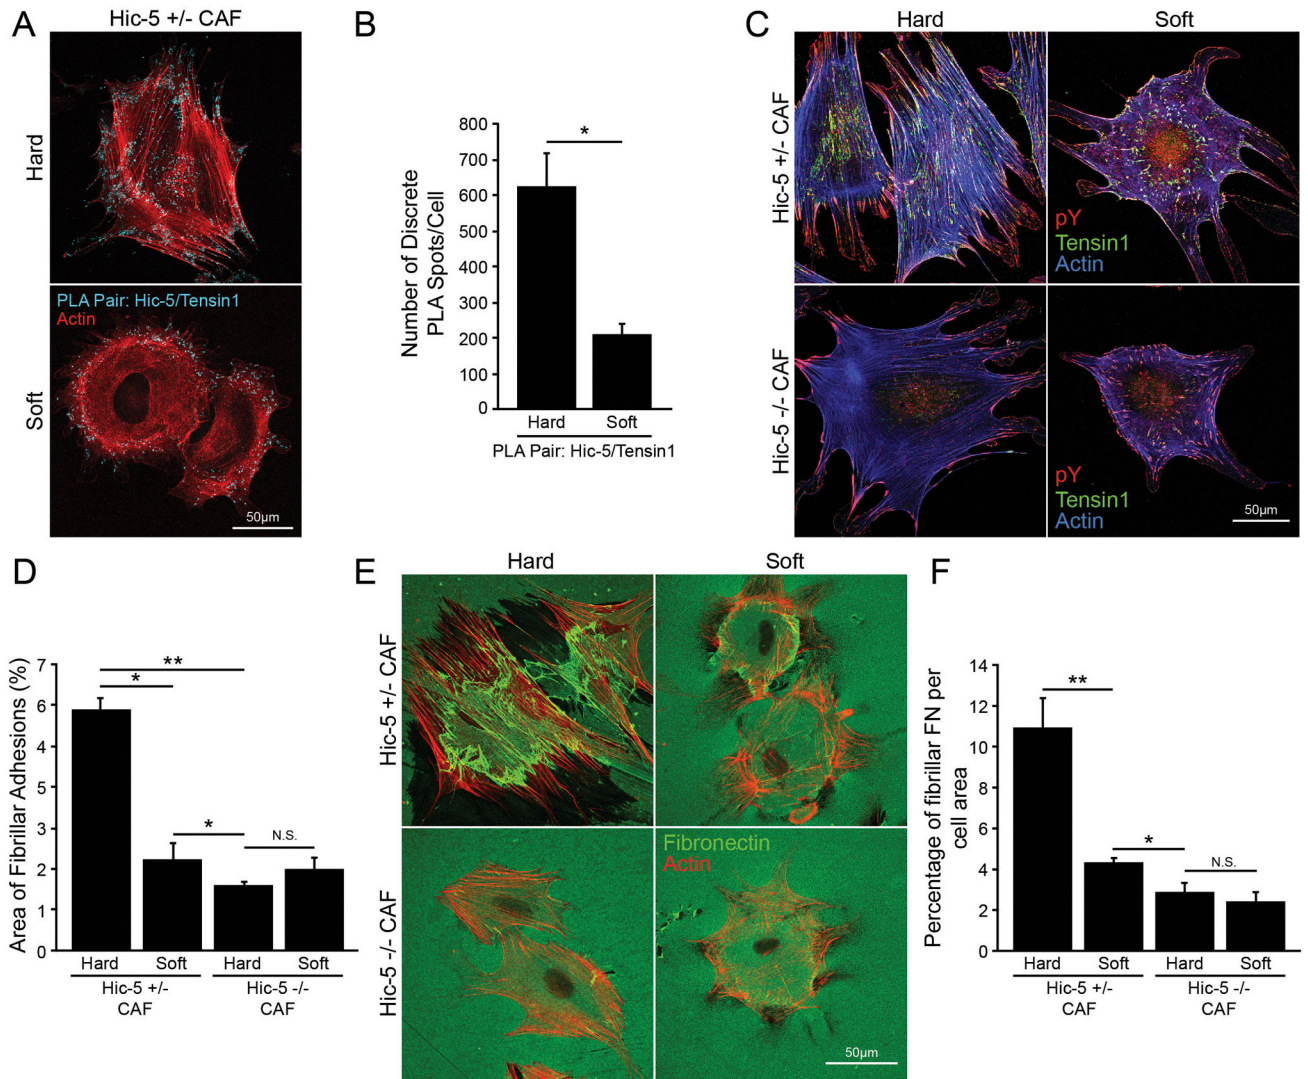 A
Hic-5 +/- CAF
Hard
PLA Pair: Hic-5/Tensin1
Actin
Soft
50µm
B
Number of Discrete
PLA Spots/Cell
800
700
600
500
400
300
200
100
0
Hard Soft
PLA Pair: Hic-5/Tensin1
*
C
Hard Soft
Hic-5 +/- CAF
pY
Tensin1
Actin
Hic-5 -/- CAF
pY
Tensin1
Actin
50µm
D
Area of Fibrillar Adhesions (%)
7
6
4
5
3
2
1
0
**
*
*
N.S.
Hard Soft Hard Soft
Hic-5 +/-
CAF
Hic-5 -/-
CAF
E
Hard Soft
Hic-5 +/- CAF
Hic-5 -/- CAF
Fibronectin
Actin
50µm
F
Percentage of fibrillar FN per
cell area
14
12
10
8
6
4
2
0
**
*
N.S.
Hard Soft Hard Soft
Hic-5 +/-
CAF
Hic-5 -/-
CAF